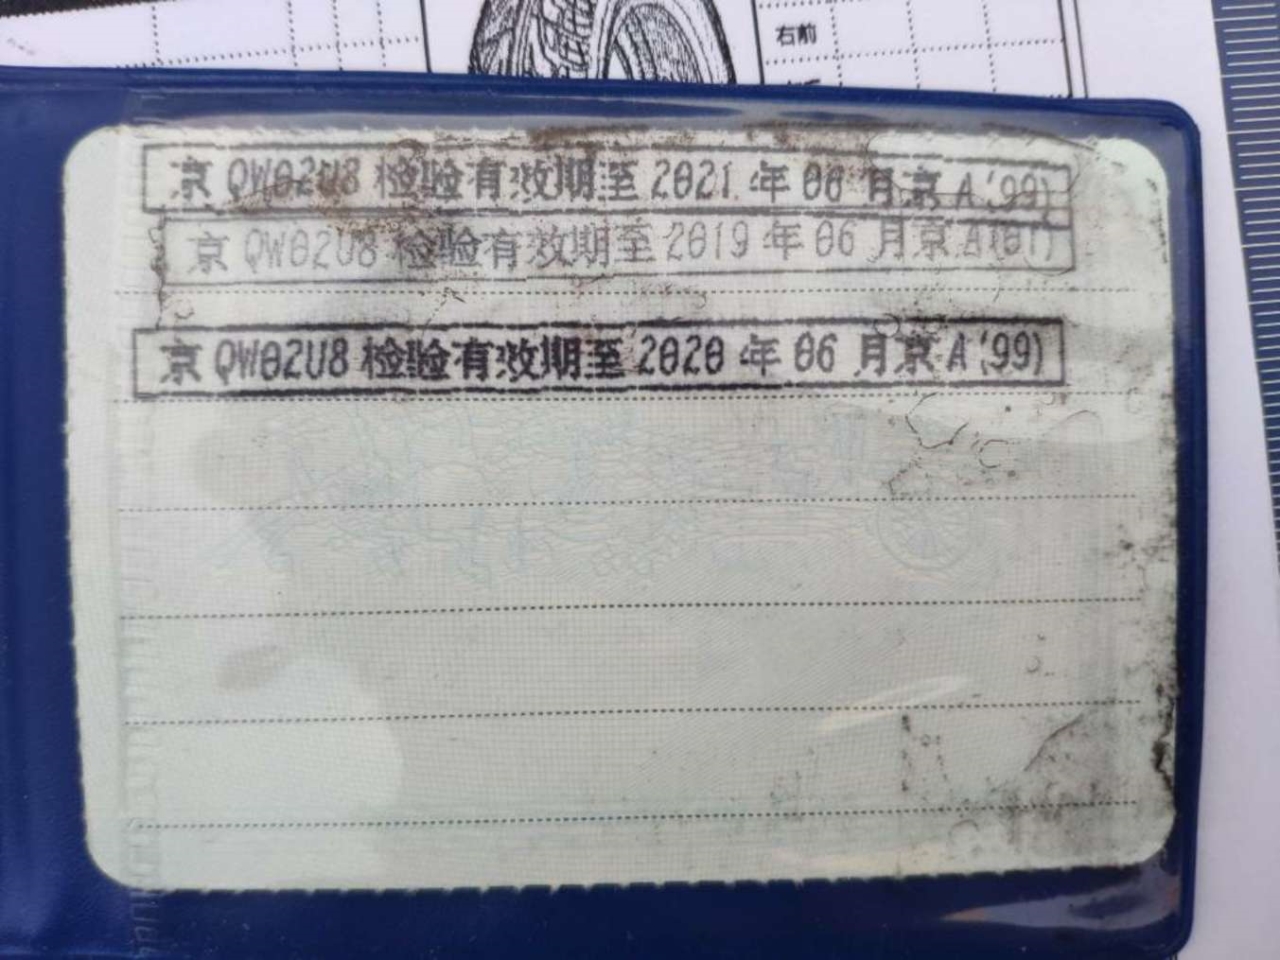 右前
京 QW02U8 检验有效期至 2021 年 06 月京 A(99)
京 QW02U8 检验有效期至 2019 年 06 月京 A(01)
京 QW02U8 检验有效期至 2020 年 06 月京 A(99)